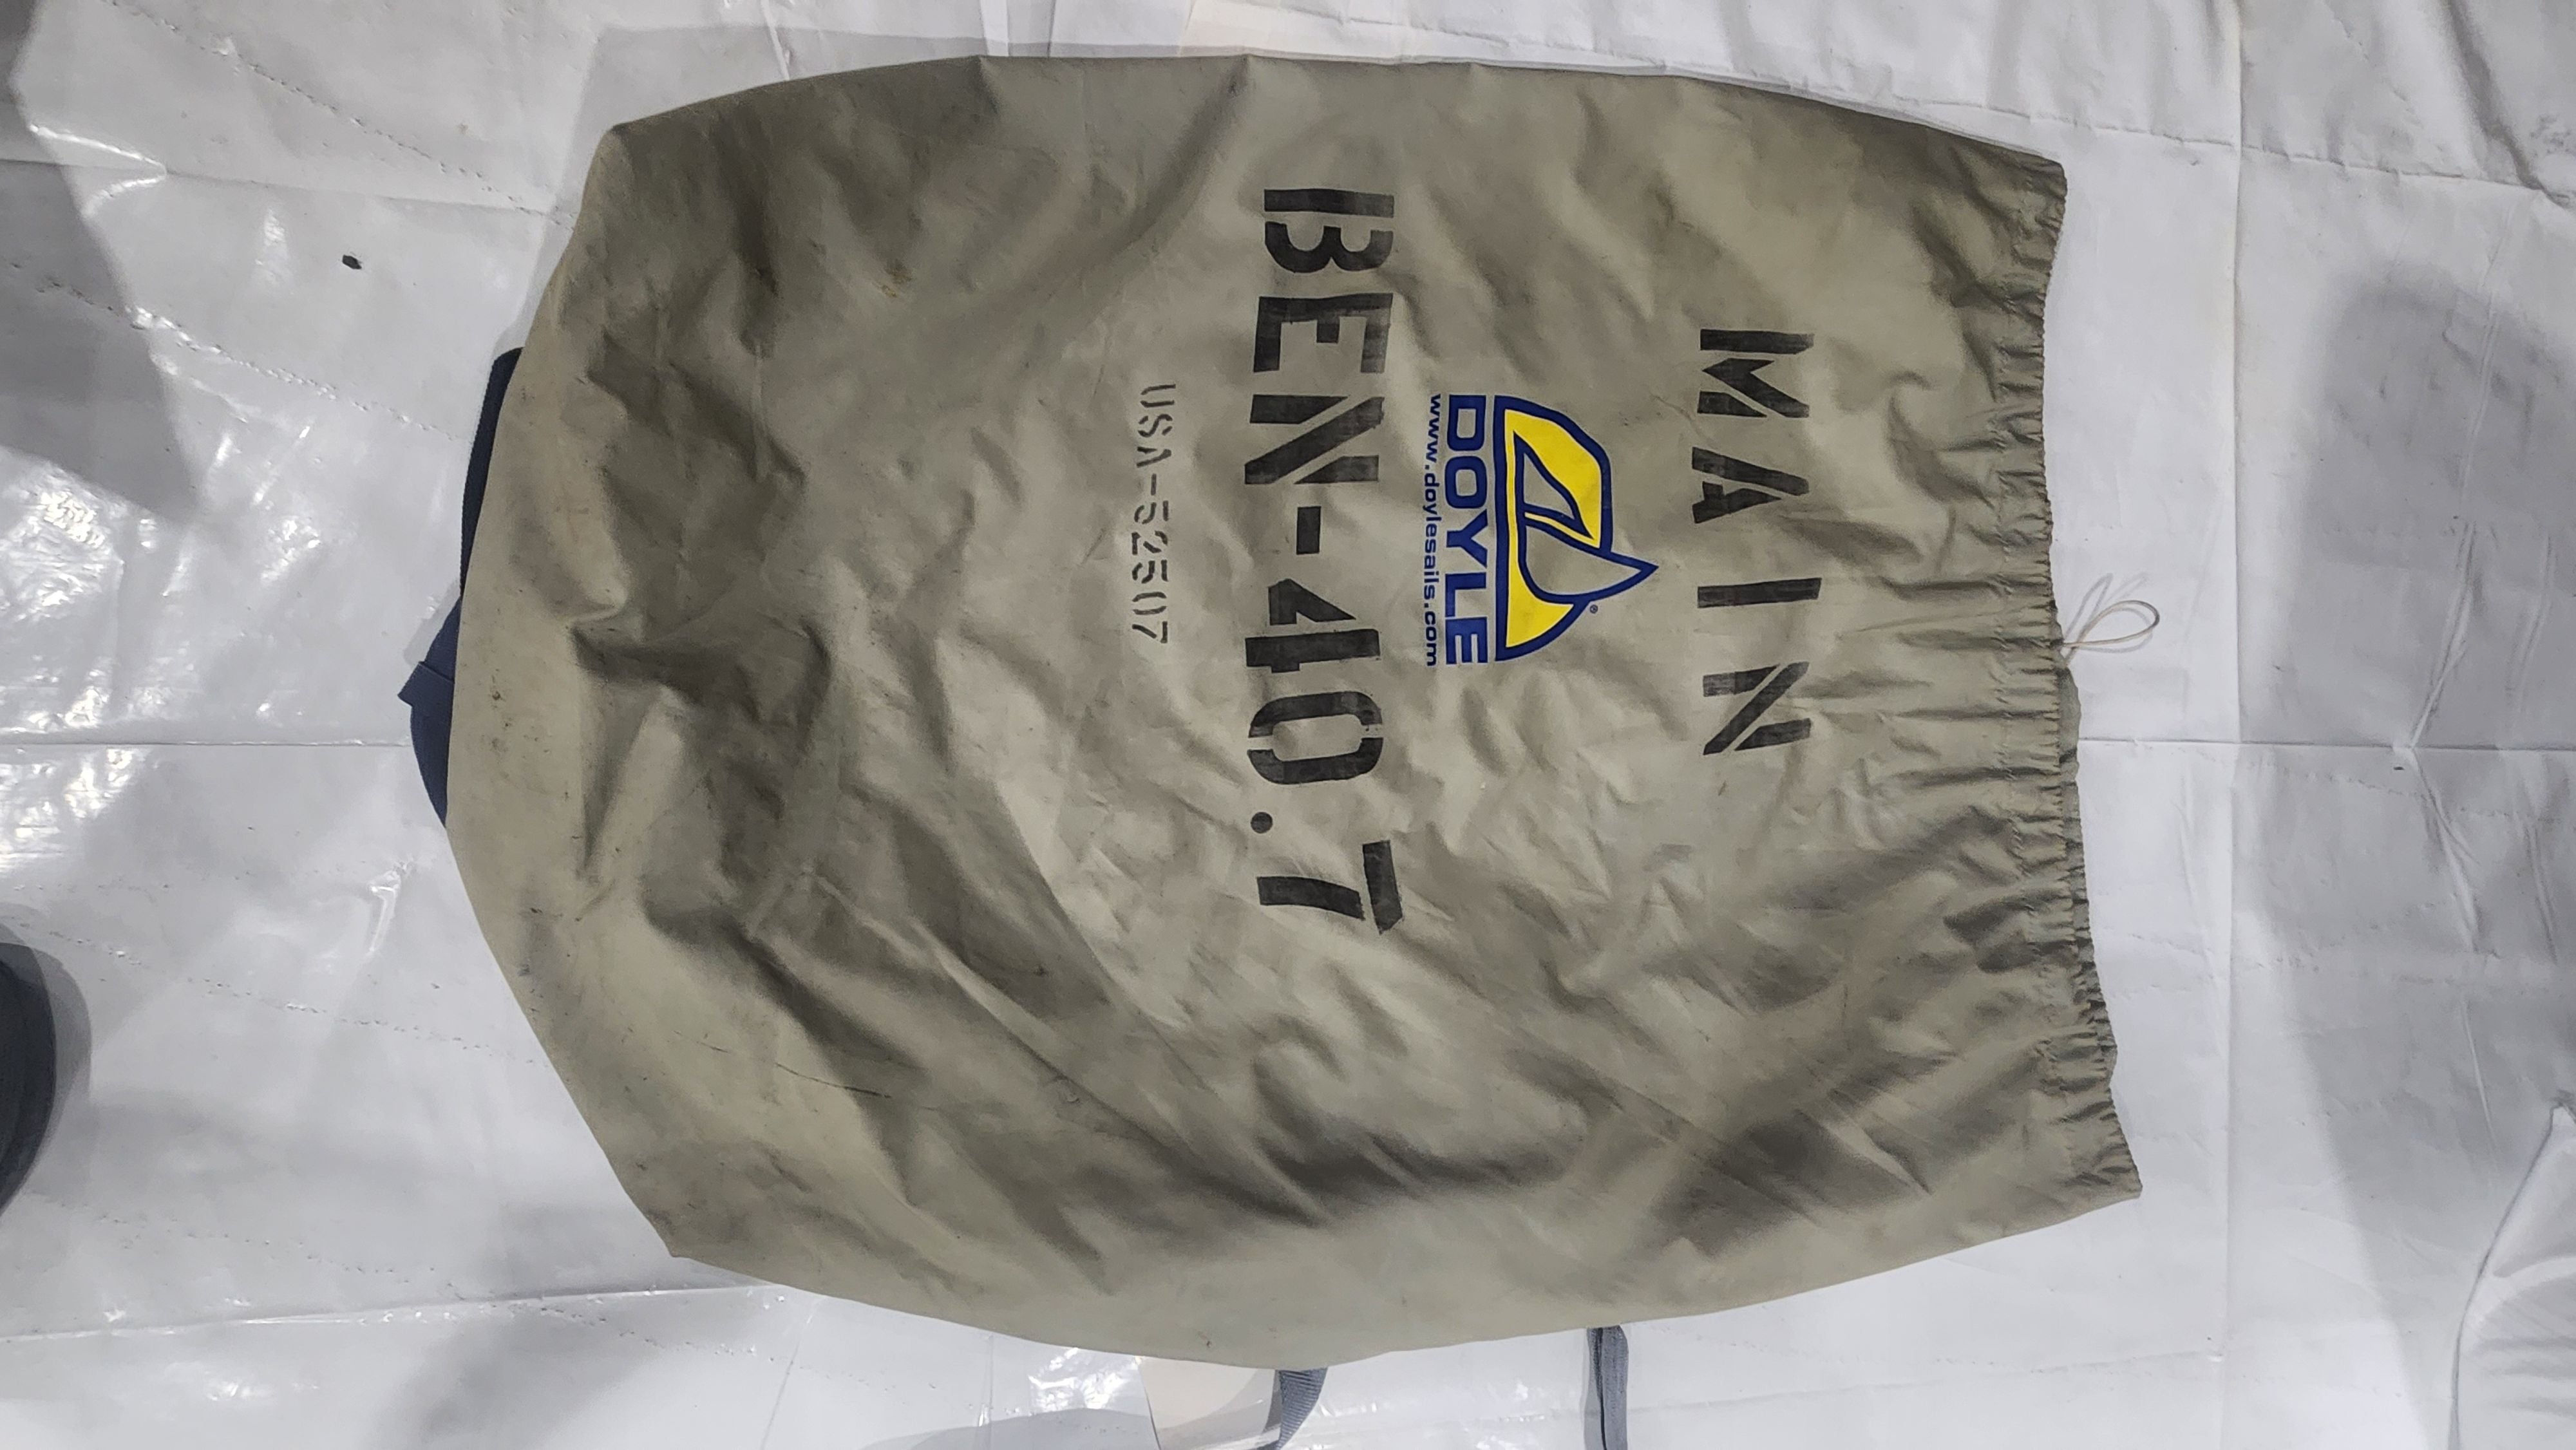 MAIN
DOYLE
www.doylesails.com
BEN-40.7
USA-52507